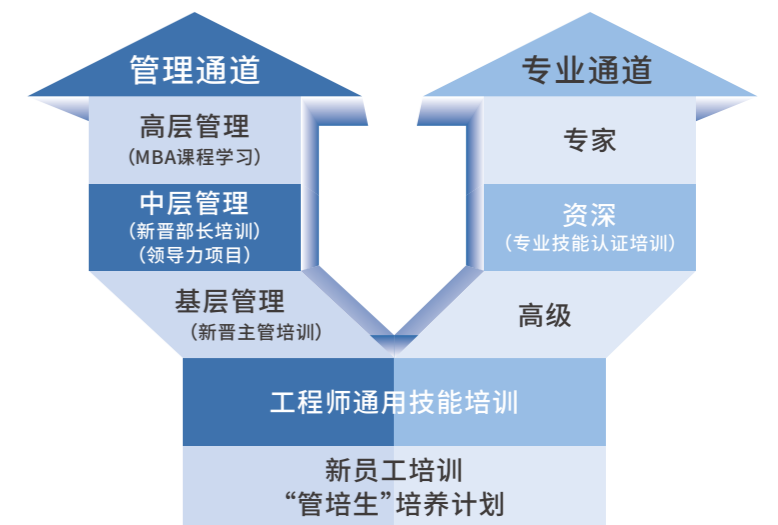 管理通道
高层管理
（MBA课程学习）
中层管理
（新晋部长培训）
（领导力项目）
基层管理
（新晋主管培训）
专业通道
专家
资深
（专业技能认证培训）
高级
工程师通用技能培训
新员工培训
“管培生”培养计划